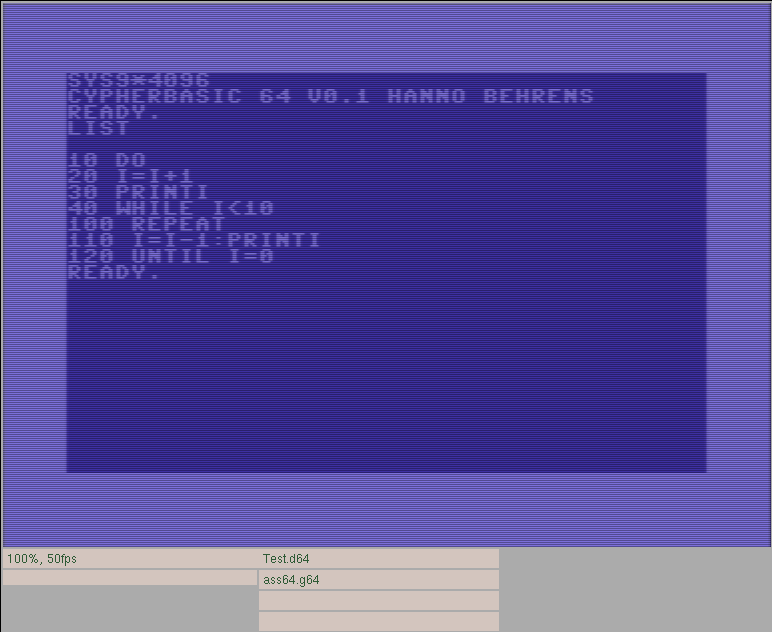 SYS9*4096
CYPHERBASIC 64 V0.1 HANNO BEHRENS
READY.
LIST
10 DO
20 I=I+1
30 PRINTI
40 WHILE I<10
100 REPEAT
110 I=I-1:PRINTI
120 UNTIL I=0
READY.
100%, 50fps
Test.d64
ass64.g64